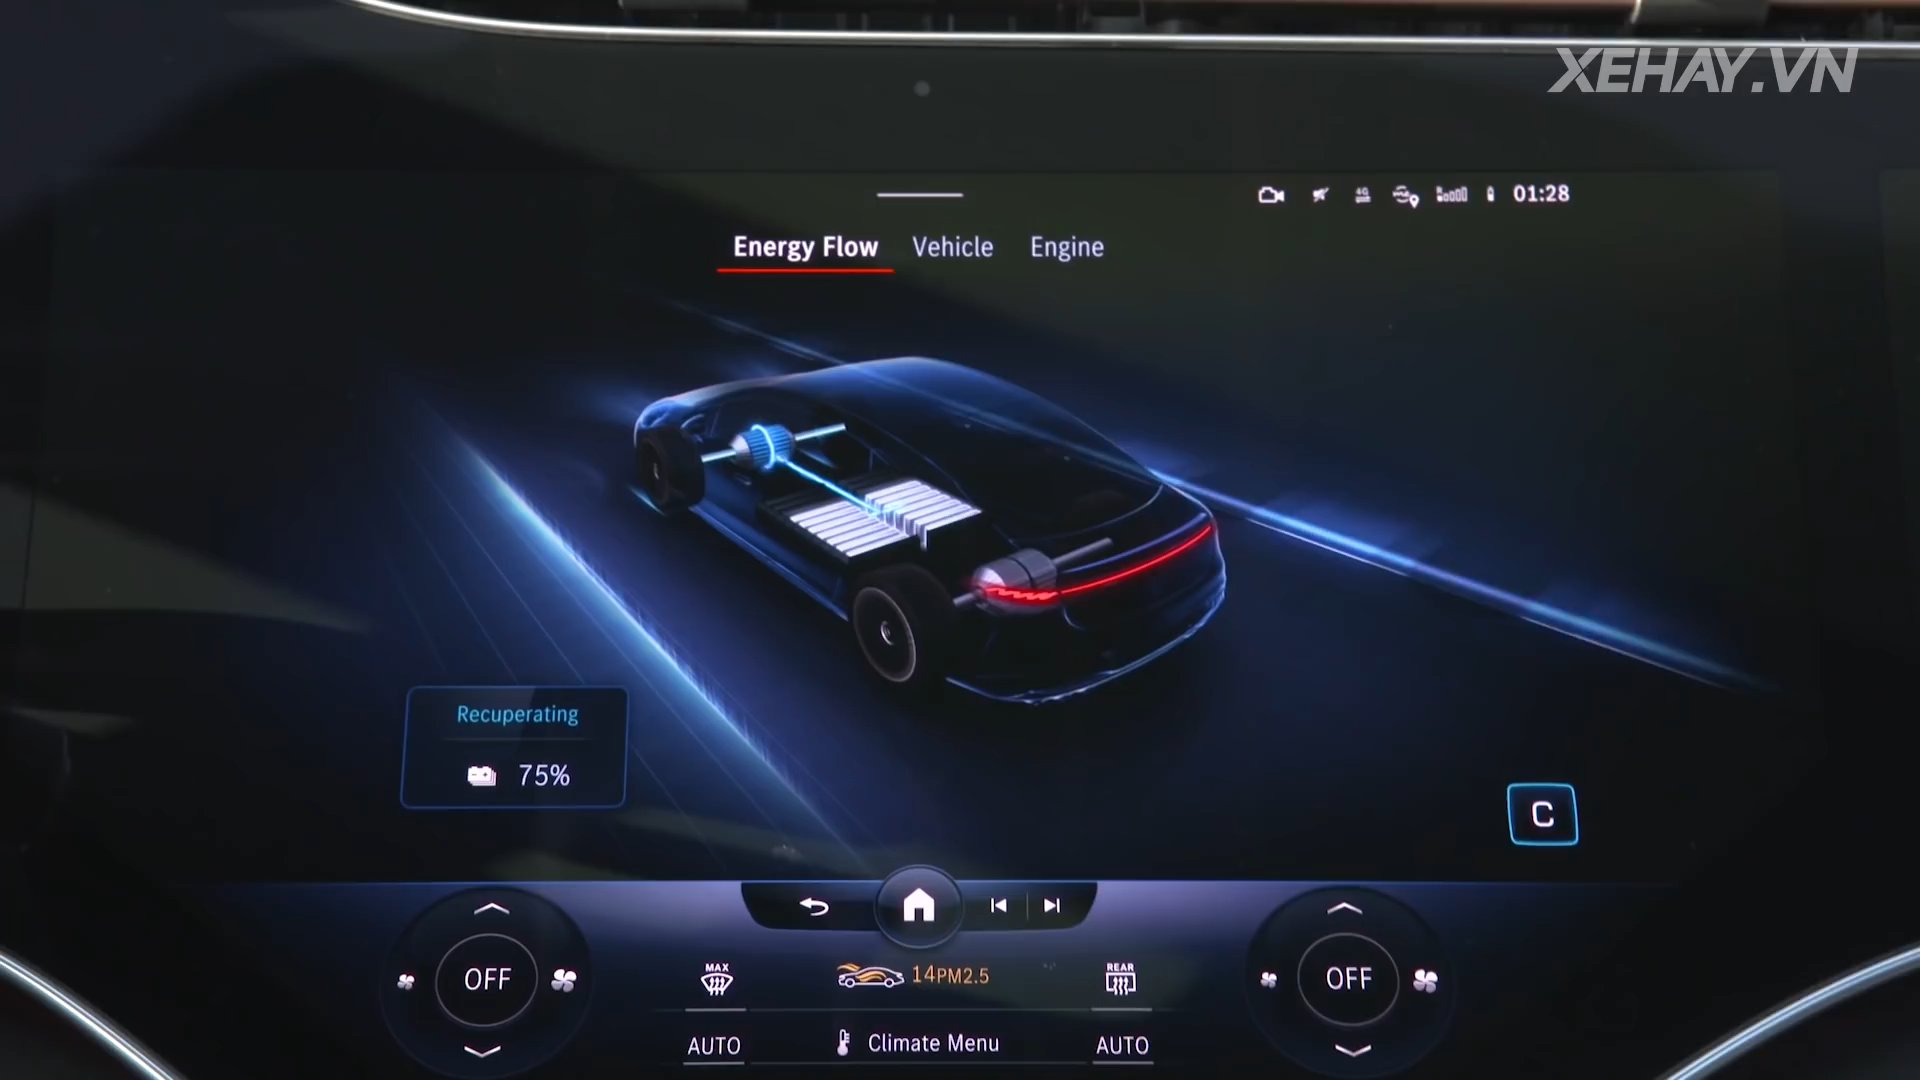 XEHAY.VN
4G
01:28
Energy Flow
Vehicle
Engine
Recuperating
75%
C
OFF
MAX
14PM2.5
REAR
OFF
AUTO
Climate Menu
AUTO